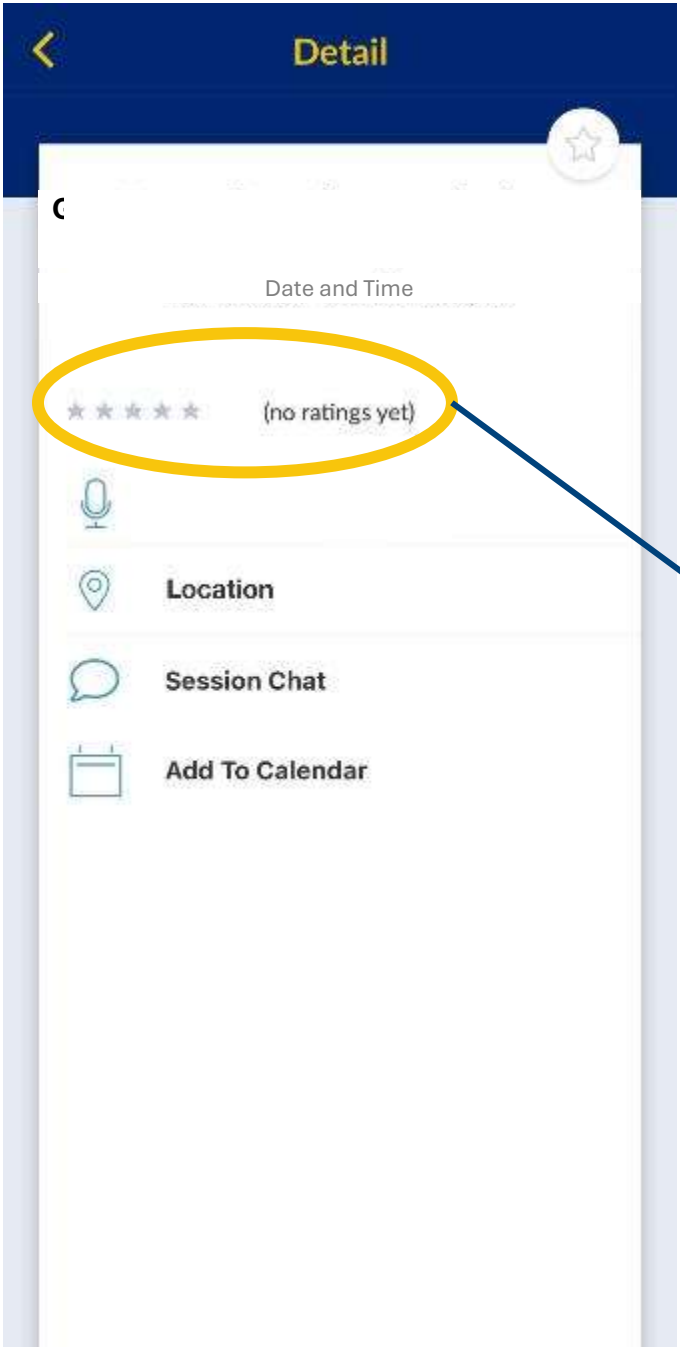 Detail
Date and Time
(no ratings yet)
Location
Session Chat
Add To Calendar